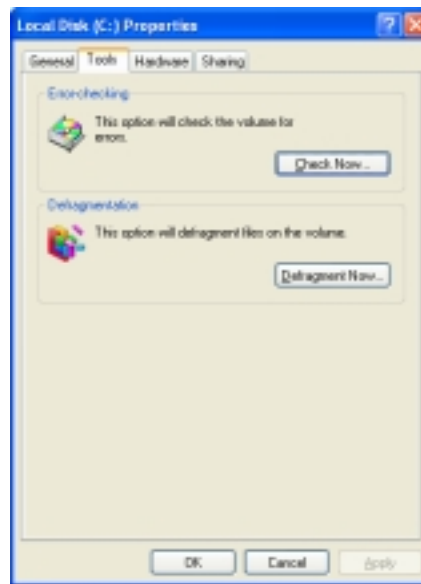 Local Disk (C:) Properties
General Tools Hardware Sharing
Error-checking
This option will check the volume for
errors.
Check Now...
Defragmentation
This option will defragment files on the volume.
Defragment Now...
OK Cancel Apply